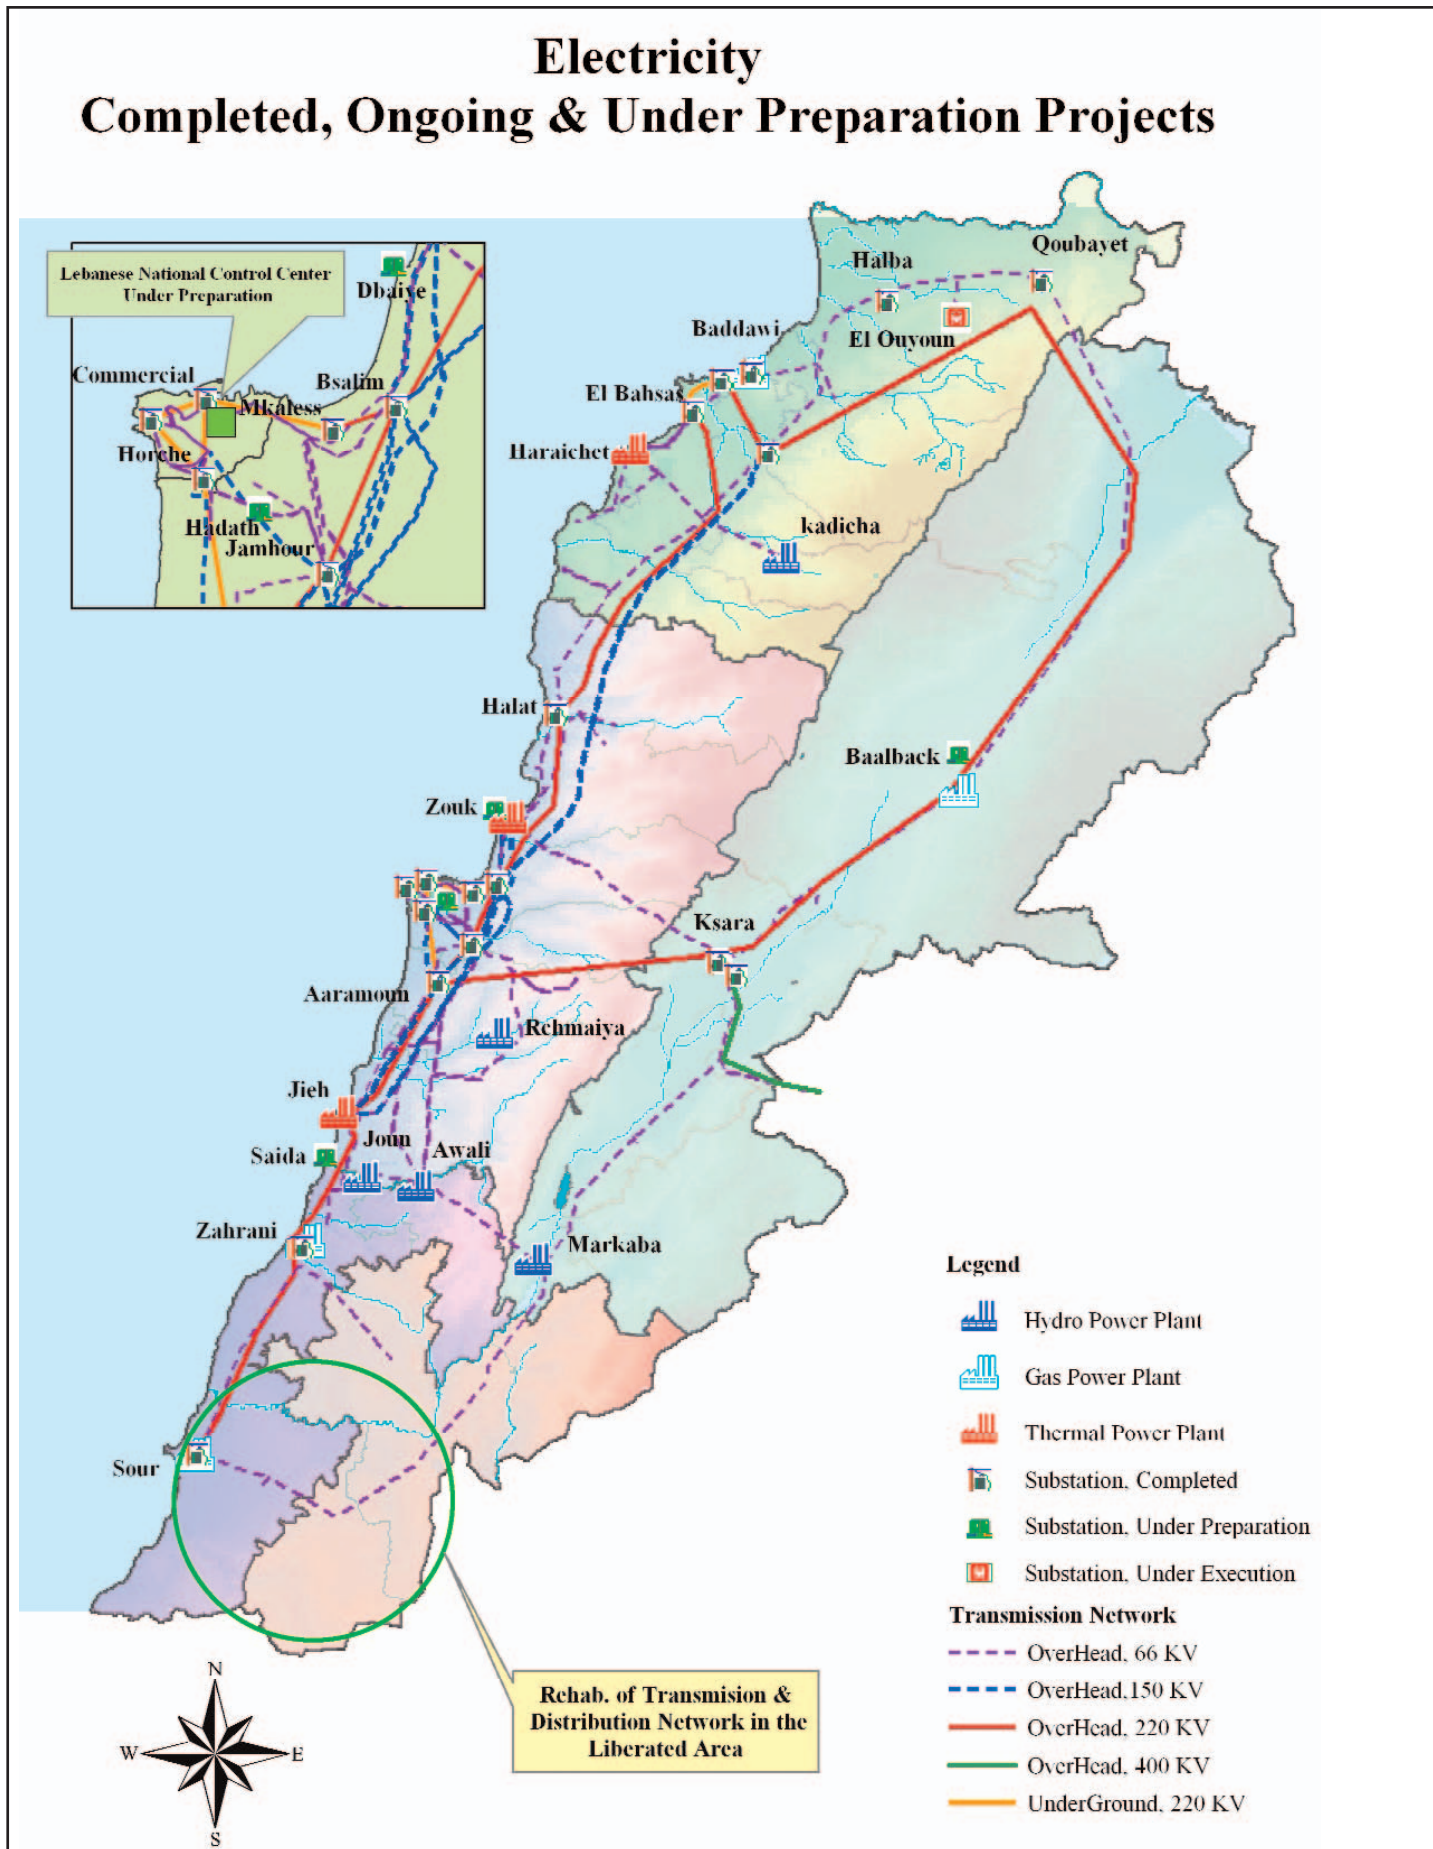 Electricity
Completed, Ongoing & Under Preparation Projects
Lebanese National Control Center
Under Preparation
Dbaiye
Commercial
Bsalim
Mkaless
Horche
Hadath
Jamhour
Qoubayet
Halba
Baddawi
El Ouyoun
El Bahsas
Haraichet
kadicha
Halat
Baalback
Zouk
Ksara
Aaramoun
Rchmaiya
Jieh
Joun
Awali
Saida
Zahrani
Markaba
Sour
Legend
Hydro Power Plant
Gas Power Plant
Thermal Power Plant
Substation, Completed
Substation, Under Preparation
Substation, Under Execution
Transmission Network
OverHead, 66 KV
OverHead,150 KV
OverHead, 220 KV
OverHead, 400 KV
UnderGround, 220 KV
Rehab. of Transmision &
Distribution Network in the
Liberated Area
N
W
E
S